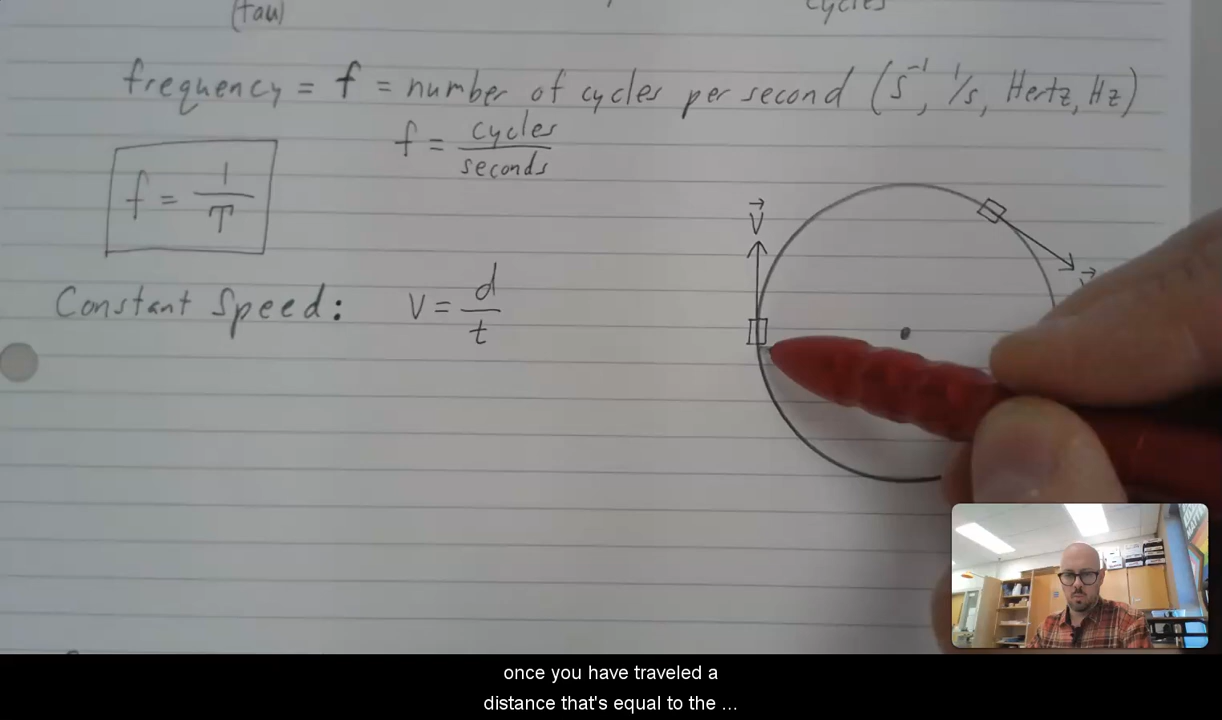 (tau)
cycles
frequency = f = number of cycles per second (s⁻¹, 1/s, Hertz, Hz)
f = cycles/seconds
f = 1/T
V⃗
Constant Speed: V = d/t
once you have traveled a
distance that's equal to the ...